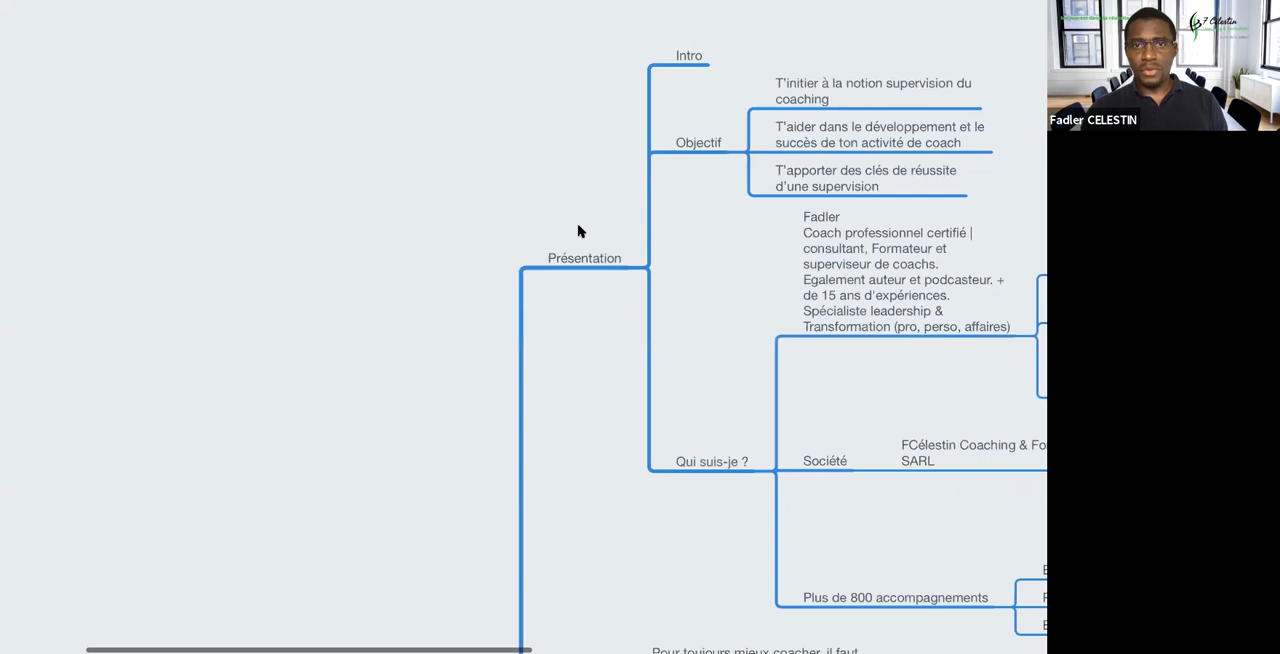 Intro
T'initier à la notion supervision du
coaching
Objectif
T'aider dans le développement et le
succès de ton activité de coach
T'apporter des clés de réussite
d'une supervision
Présentation
Fadler
Coach professionnel certifié |
consultant, Formateur et
superviseur de coachs.
Egalement auteur et podcasteur. +
de 15 ans d'expériences.
Spécialiste leadership &
Transformation (pro, perso, affaires)
Qui suis-je ?
Société
FCélestin Coaching & Fo
SARL
Plus de 800 accompagnements
Pour toujours mieux coacher, il faut
Célestin
Fadler CELESTIN